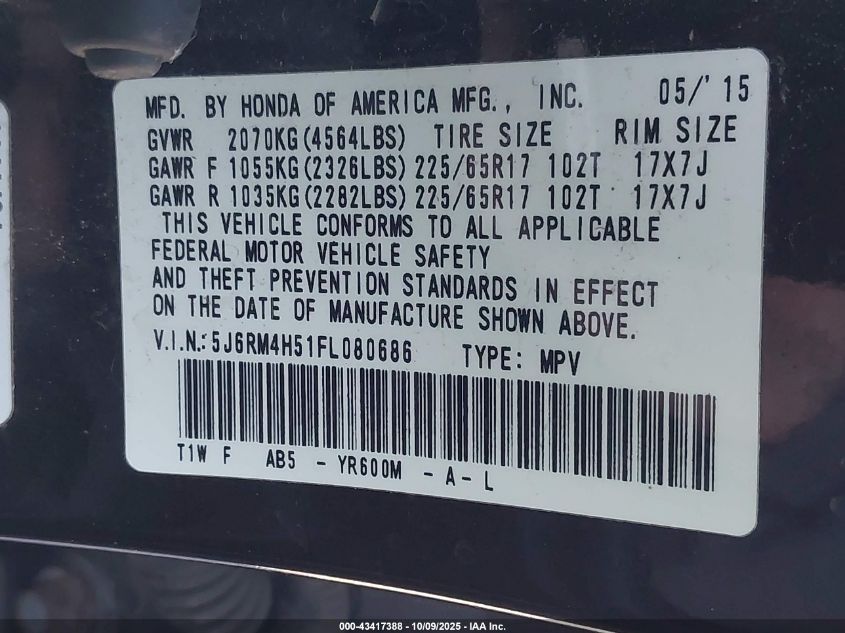 MFD. BY HONDA OF AMERICA MFG., INC. 05/'15
GVWR 2070KG(4564LBS) TIRE SIZE RIM SIZE
GAWR F 1055KG(2326LBS) 225/65R17 102T 17X7J
GAWR R 1035KG(2282LBS) 225/65R17 102T 17X7J
THIS VEHICLE CONFORMS TO ALL APPLICABLE
FEDERAL MOTOR VEHICLE SAFETY
AND THEFT PREVENTION STANDARDS IN EFFECT
ON THE DATE OF MANUFACTURE SHOWN ABOVE.
V.I.N.: 5J6RM4H51FL080686 TYPE: MPV
T1W F AB5 - YR600M - A - L
000-43417388 - 10/09/2025 - IAA Inc.